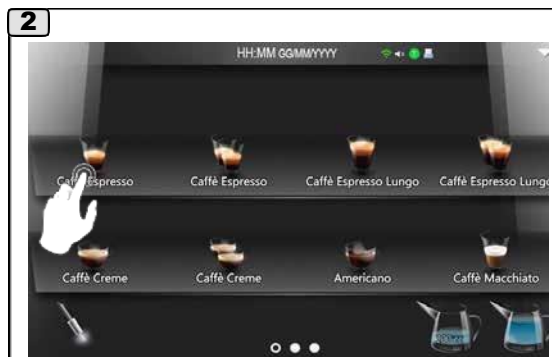 2
HH:MM GG/MM/YYYY
Caffè Espresso Caffè Espresso Caffè Espresso Lungo Caffè Espresso Lungo
Caffè Creme Caffè Creme Americano Caffè Macchiato